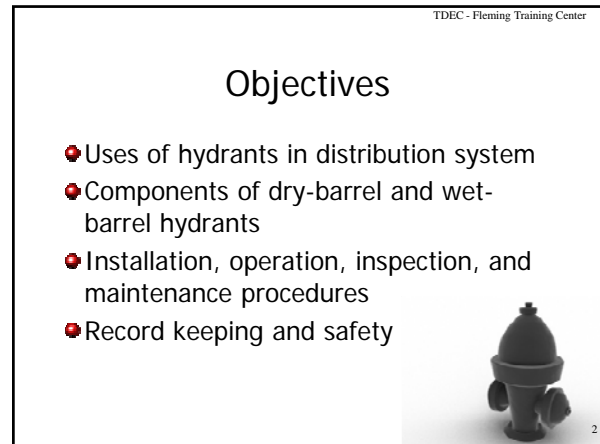 TDEC - Fleming Training Center
Objectives
Uses of hydrants in distribution system
Components of dry-barrel and wet-
barrel hydrants
Installation, operation, inspection, and
maintenance procedures
Record keeping and safety
2